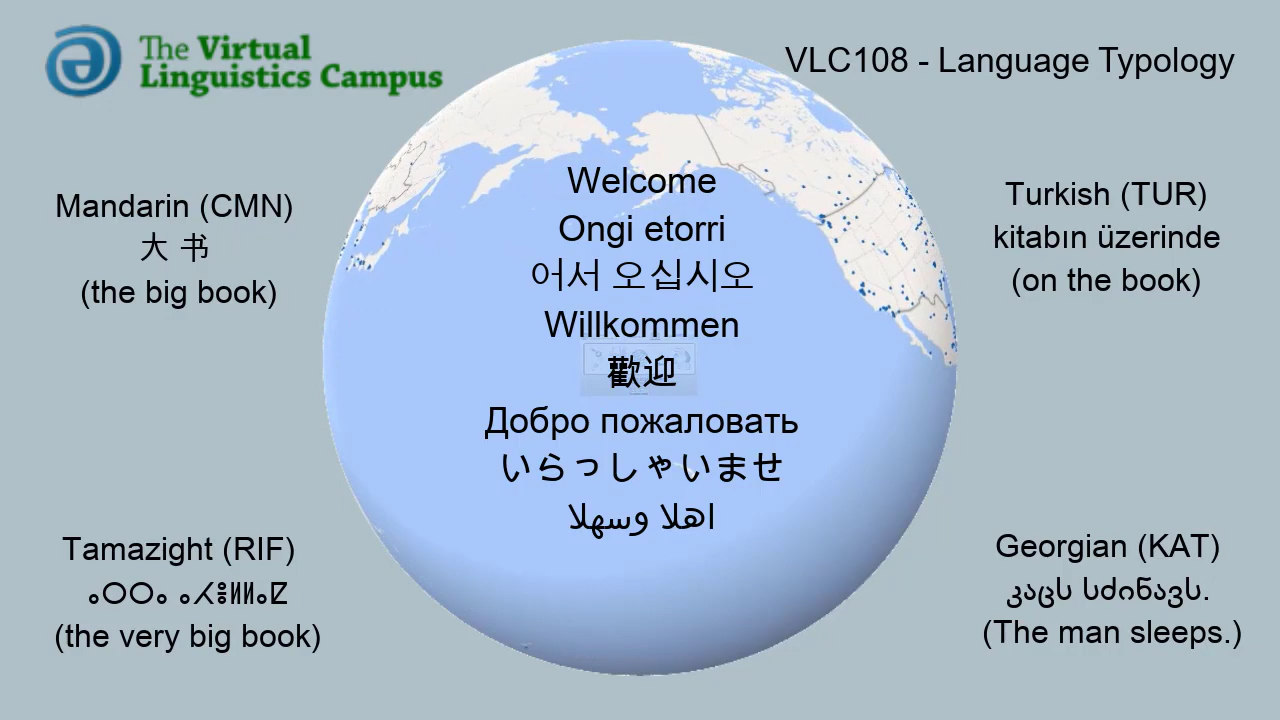 The Virtual
Linguistics Campus
VLC108 - Language Typology
Mandarin (CMN)
大 书
(the big book)
Welcome
Ongi etorri
어서 오십시오
Willkommen
歡迎
Добро пожаловать
いらっしゃいませ
اهلا وسهلا
Turkish (TUR)
kitabın üzerinde
(on the book)
Tamazight (RIF)
ⴰⵔⵔⴰ ⴰⵃⵓⵍⵍⴰⵇ
(the very big book)
Georgian (KAT)
კაცს სძინავს.
(The man sleeps.)